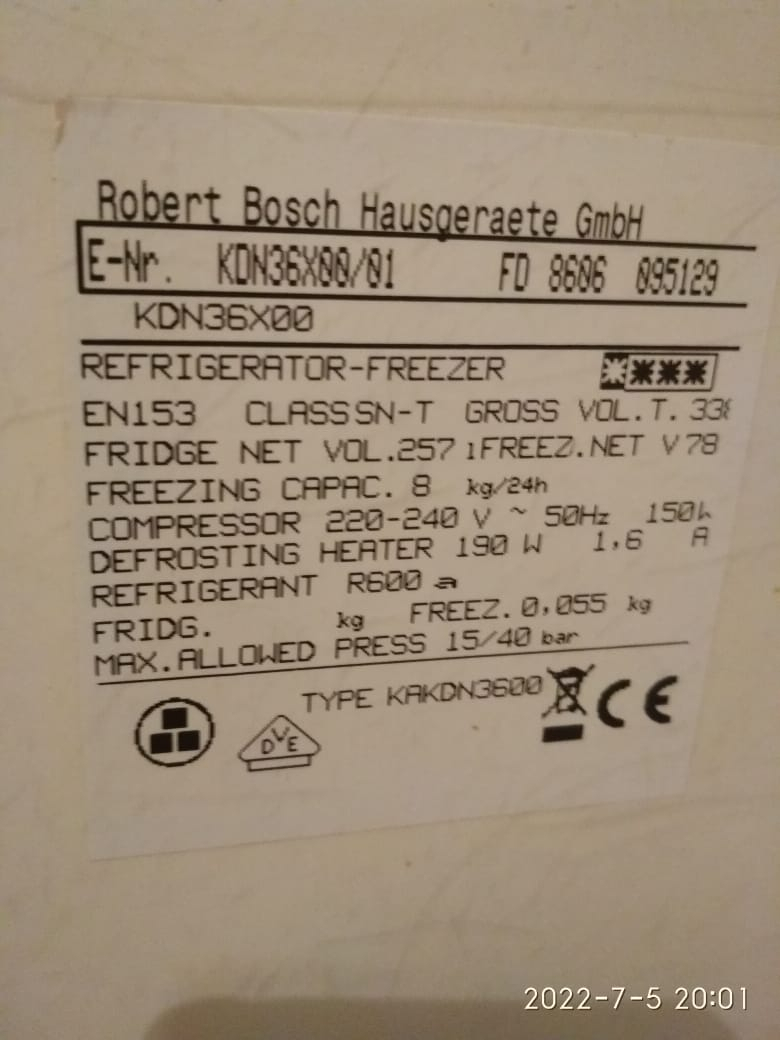 Robert Bosch Hausgeraete GmbH
E-Nr. KDN36X00/01 FD 8606 095129
KDN36X00
REFRIGERATOR-FREEZER
EN153 CLASS SN-T GROSS VOL.T.
FRIDGE NET VOL.257 l FREEZ.NET V 78
FREEZING CAPAC. 8 kg/24h
COMPRESSOR 220-240 V ~ 50Hz 150W
DEFROSTING HEATER 190 W 1,6 A
REFRIGERANT R600 a
FRIDG. kg FREEZ. 0,055 kg
MAX.ALLOWED PRESS 15/40 bar
TYPE KAKDN3600 CE
DVE
2022-7-5 20:01